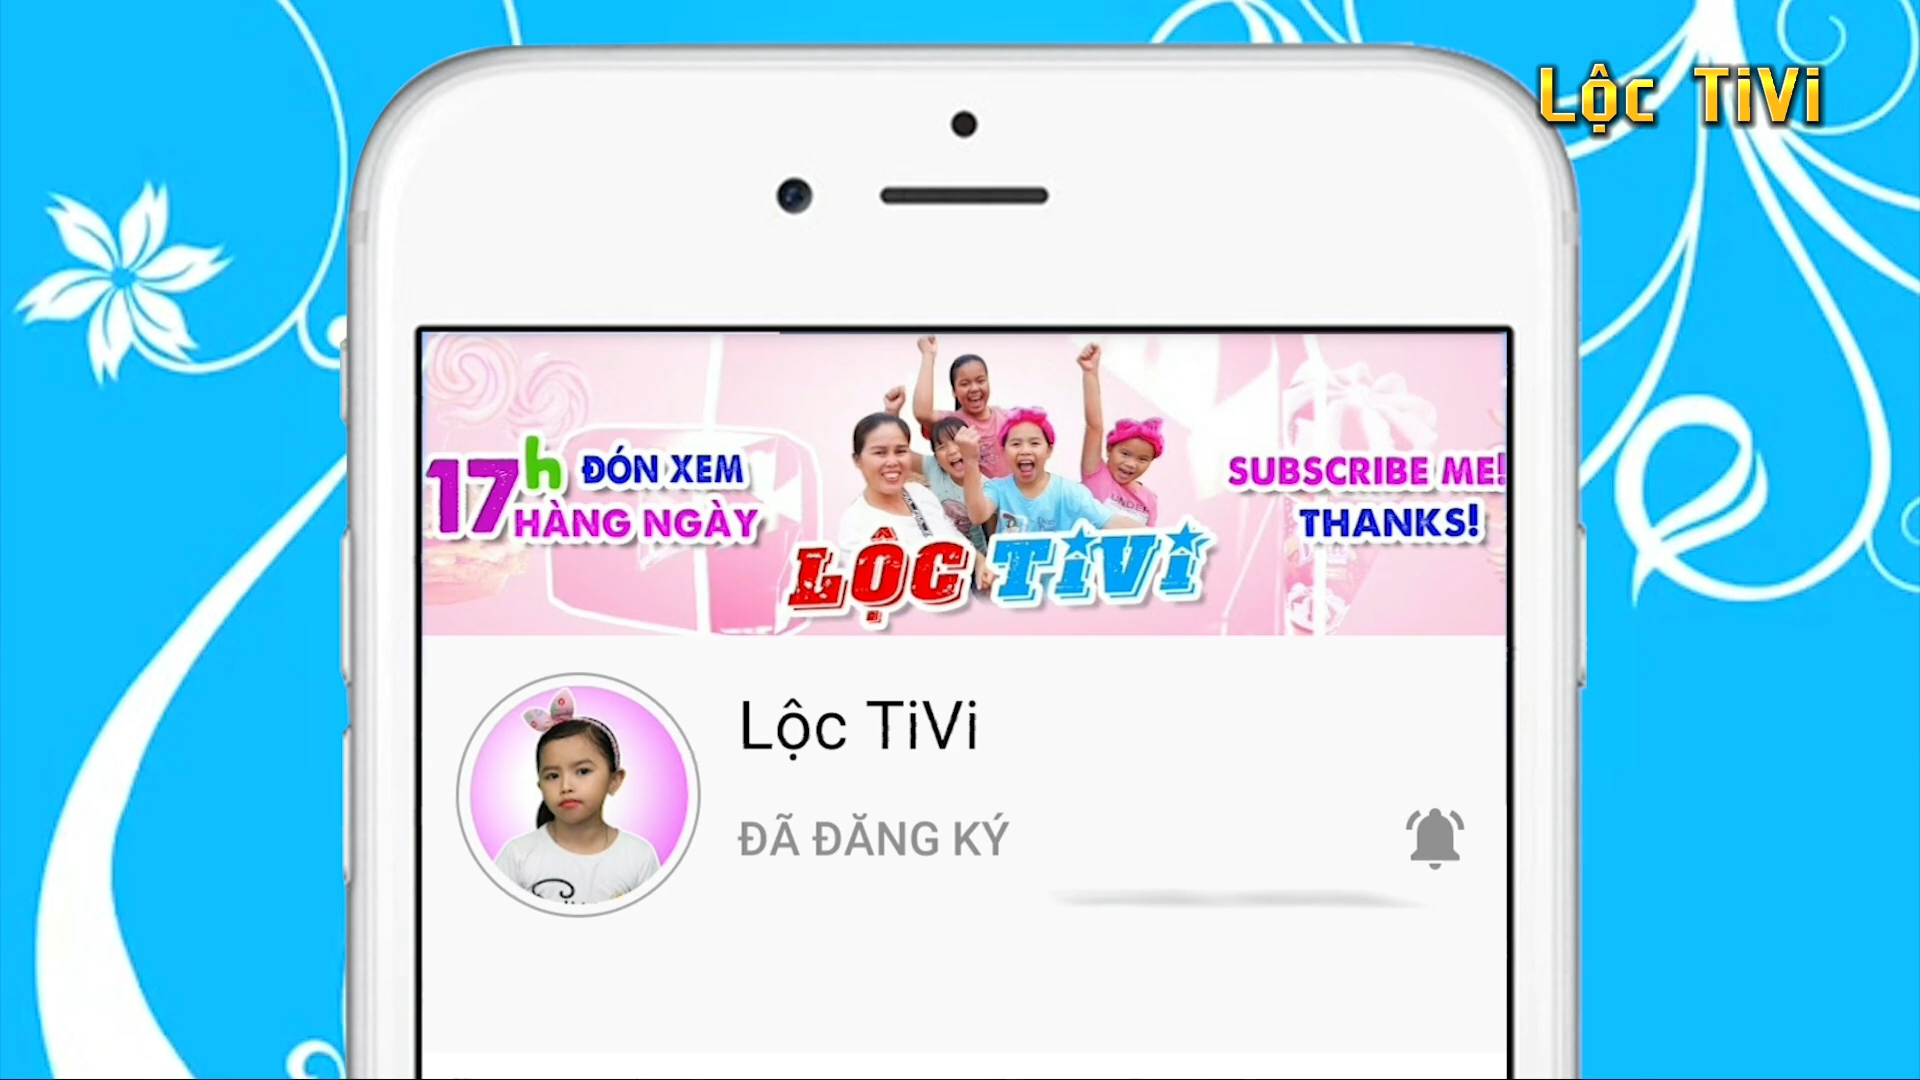 Lộc TiVi
17h ĐÓN XEM
HÀNG NGÀY
LỘC TiVi
SUBSCRIBE ME!
THANKS!
Lộc TiVi
ĐÃ ĐĂNG KÝ